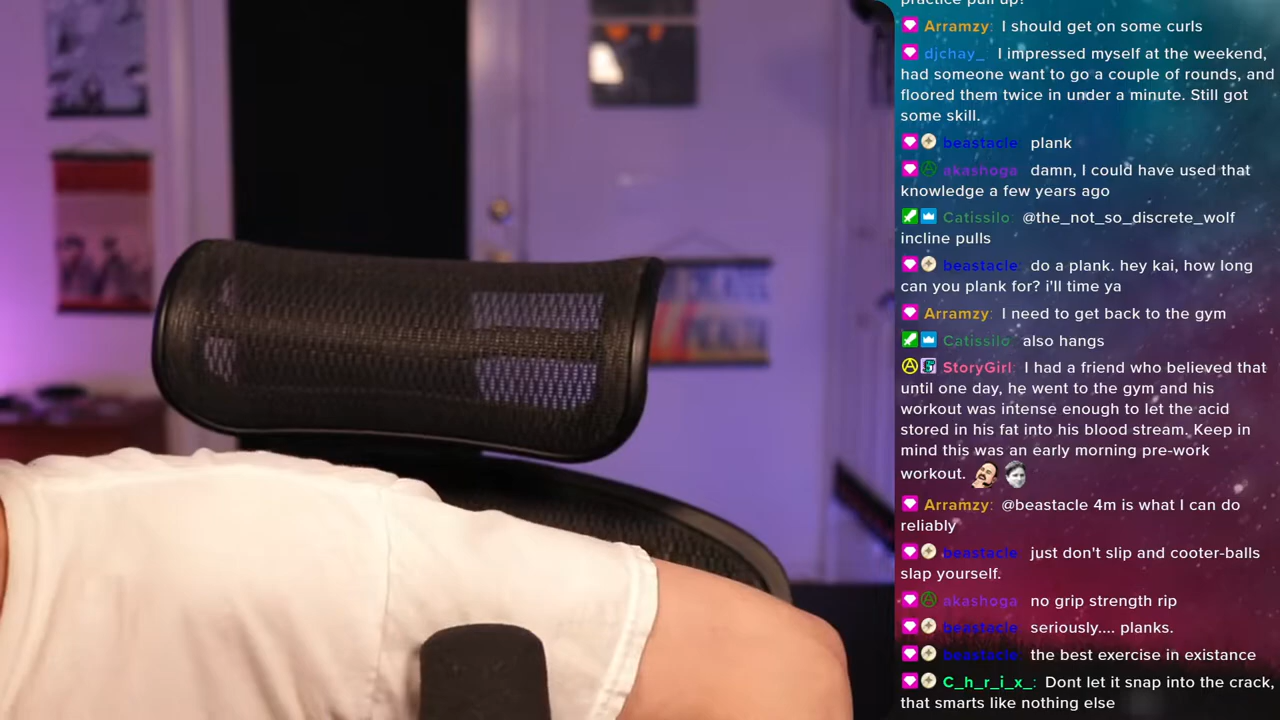 practice pull up?
Arramzy: I should get on some curls
djchay_ I impressed myself at the weekend,
had someone want to go a couple of rounds, and
floored them twice in under a minute. Still got
some skill.
beastacle plank
akashoga damn, I could have used that
knowledge a few years ago
Catissilo: @the_not_so_discrete_wolf
incline pulls
beastacle do a plank. hey kai, how long
can you plank for? i'll time ya
Arramzy: I need to get back to the gym
Catissilo: also hangs
StoryGirl: I had a friend who believed that
until one day, he went to the gym and his
workout was intense enough to let the acid
stored in his fat into his blood stream. Keep in
mind this was an early morning pre-work
workout.
Arramzy: @beastacle 4m is what I can do
reliably
beastacle just don't slip and cooter-balls
slap yourself.
akashoga no grip strength rip
beastacle seriously.... planks.
beastacle the best exercise in existance
C_h_r_i_x_: Dont let it snap into the crack,
that smarts like nothing else